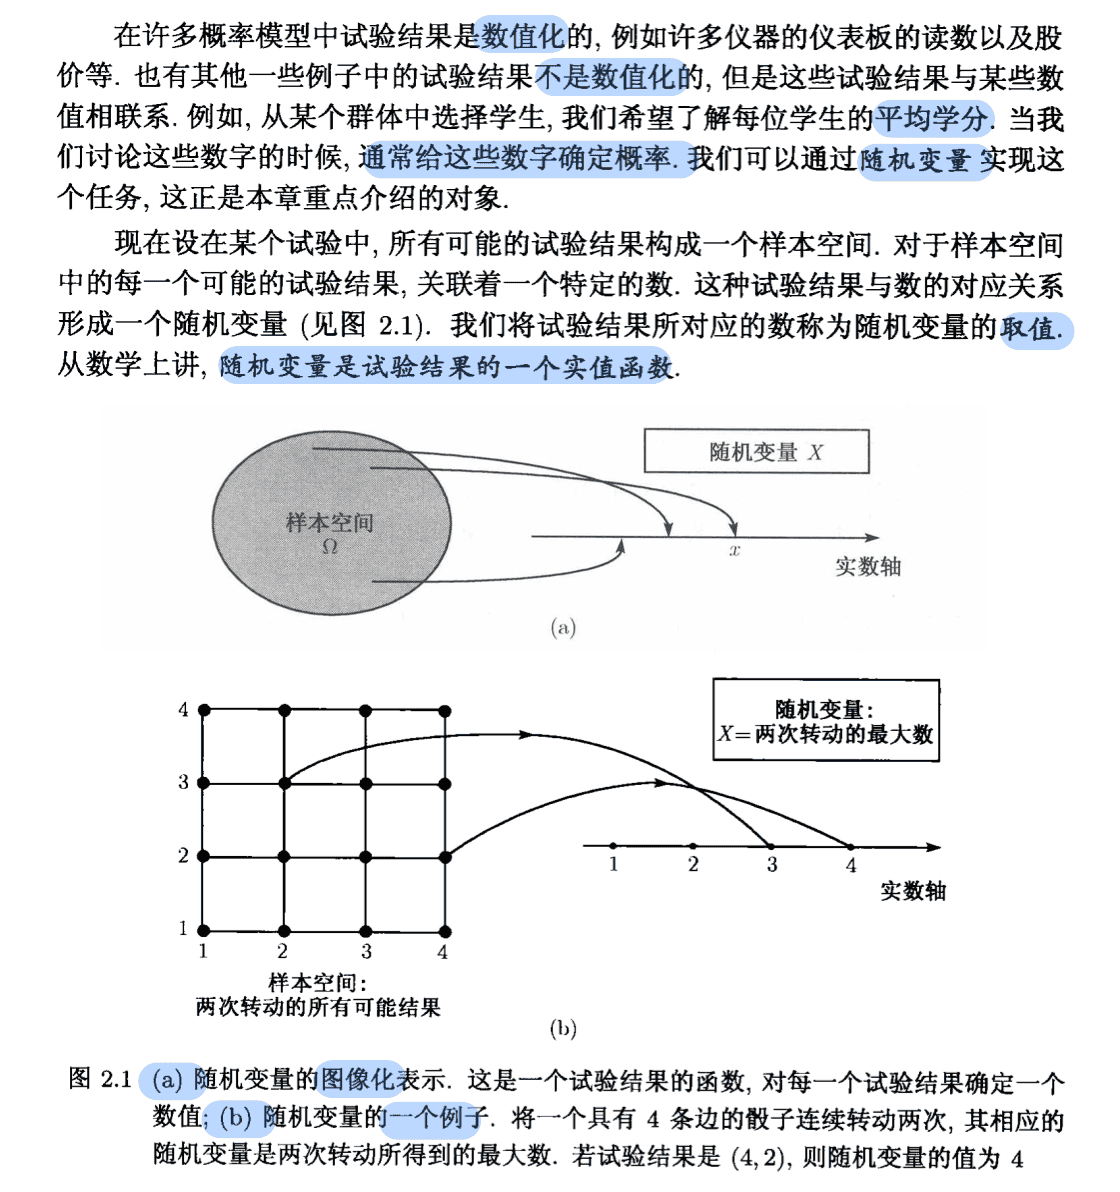 在许多概率模型中试验结果是数值化的, 例如许多仪器的仪表板的读数以及股
价等. 也有其他一些例子中的试验结果不是数值化的, 但是这些试验结果与某些数
值相联系. 例如, 从某个群体中选择学生, 我们希望了解每位学生的平均学分. 当我
们讨论这些数字的时候, 通常给这些数字确定概率. 我们可以通过随机变量 实现这
个任务, 这正是本章重点介绍的对象.
现在设在某个试验中, 所有可能的试验结果构成一个样本空间. 对于样本空间
中的每一个可能的试验结果, 关联着一个特定的数. 这种试验结果与数的对应关系
形成一个随机变量 (见图 2.1). 我们将试验结果所对应的数称为随机变量的取值.
从数学上讲, 随机变量是试验结果的一个实值函数.
随机变量 X
样本空间
Ω
x
实数轴
(a)
随机变量:
X=两次转动的最大数
4
3
2
1
1 2 3 4
1 2 3 4
实数轴
样本空间:
两次转动的所有可能结果
(b)
图 2.1 (a) 随机变量的图像化表示. 这是一个试验结果的函数, 对每一个试验结果确定一个
数值; (b) 随机变量的一个例子. 将一个具有 4 条边的骰子连续转动两次, 其相应的
随机变量是两次转动所得到的最大数. 若试验结果是 (4, 2), 则随机变量的值为 4